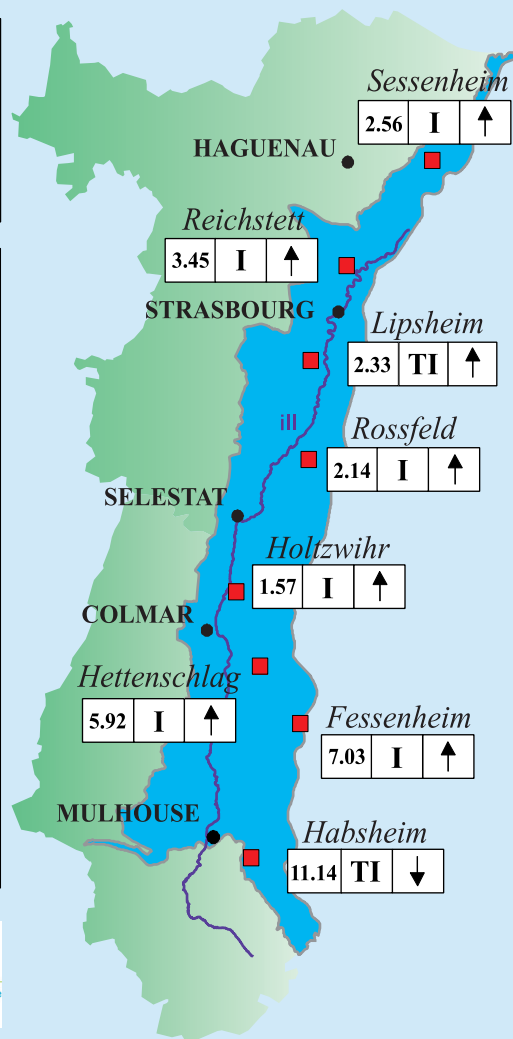 Sessenheim
2.56 I ↑
HAGUENAU
Reichstett
3.45 I ↑
STRASBOURG
Lipsheim
2.33 TI ↑
ill
Rossfeld
2.14 I ↑
SELESTAT
Holtzwihr
1.57 I ↑
COLMAR
Hettenschlag
5.92 I ↑
Fessenheim
7.03 I ↑
MULHOUSE
Habsheim
11.14 TI ↓